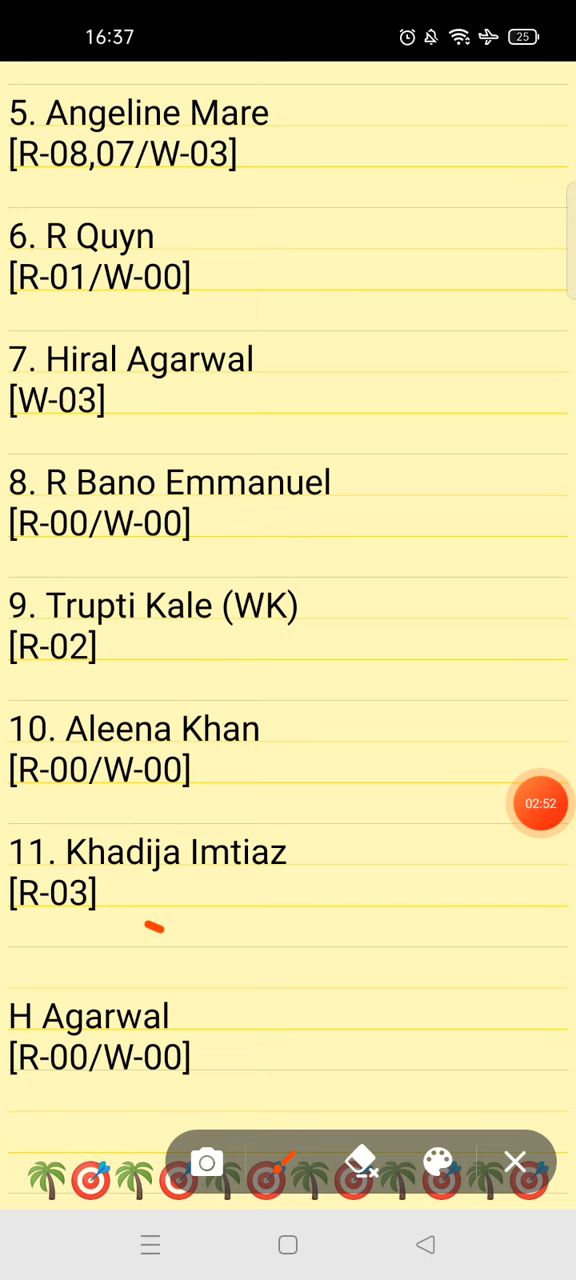 16:37
25
5. Angeline Mare
[R-08,07/W-03]
6. R Quyn
[R-01/W-00]
7. Hiral Agarwal
[W-03]
8. R Bano Emmanuel
[R-00/W-00]
9. Trupti Kale (WK)
[R-02]
10. Aleena Khan
[R-00/W-00]
02:52
11. Khadija Imtiaz
[R-03]
H Agarwal
[R-00/W-00]